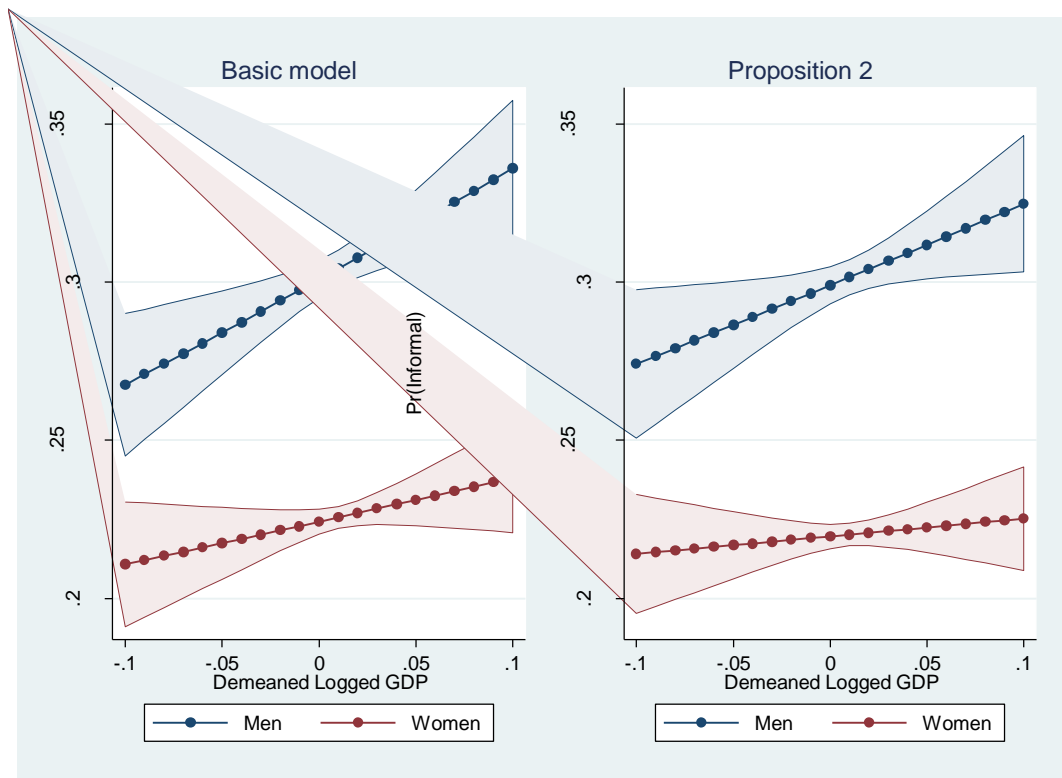 Basic model
.35
.3
.25
.2
-.1 -.05 0 .05 .1
Demeaned Logged GDP
Men Women
Pr(Informal)
Proposition 2
.35
.3
.25
.2
-.1 -.05 0 .05 .1
Demeaned Logged GDP
Men Women